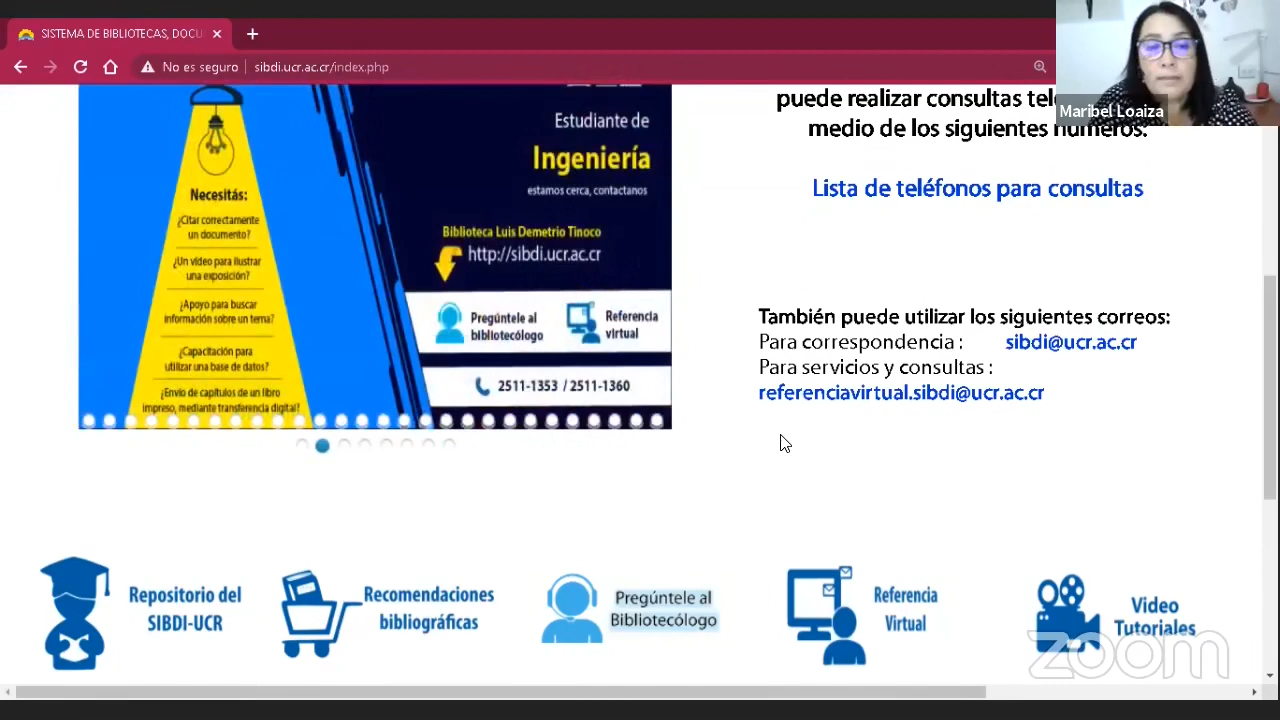 SISTEMA DE BIBLIOTECAS, DOCU
No es seguro
sibdi.ucr.ac.cr/index.php
Maribel Loaiza
Necesitás:
¿Citar correctamente
un documento?
¿Un vídeo para ilustrar
una exposición?
¿Apoyo para buscar
información sobre un tema?
¿Capacitación para
utilizar una base de datos?
¿Envío de capítulos de un libro
impreso, mediante transferencia digital?
Estudiante de
Ingeniería
estamos cerca, contactanos
Biblioteca Luis Demetrio Tinoco
http://sibdi.ucr.ac.cr
Pregúntele al
bibliotecólogo
Referencia
virtual
2511-1353 / 2511-1360
puede realizar consultas
medio de los siguientes números:
Lista de teléfonos para consultas
También puede utilizar los siguientes correos:
Para correspondencia : sibdi@ucr.ac.cr
Para servicios y consultas :
referenciavirtual.sibdi@ucr.ac.cr
Repositorio del
SIBDI-UCR
Recomendaciones
bibliográficas
Pregúntele al
Bibliotecólogo
Referencia
Virtual
Video
Tutoriales
zoom